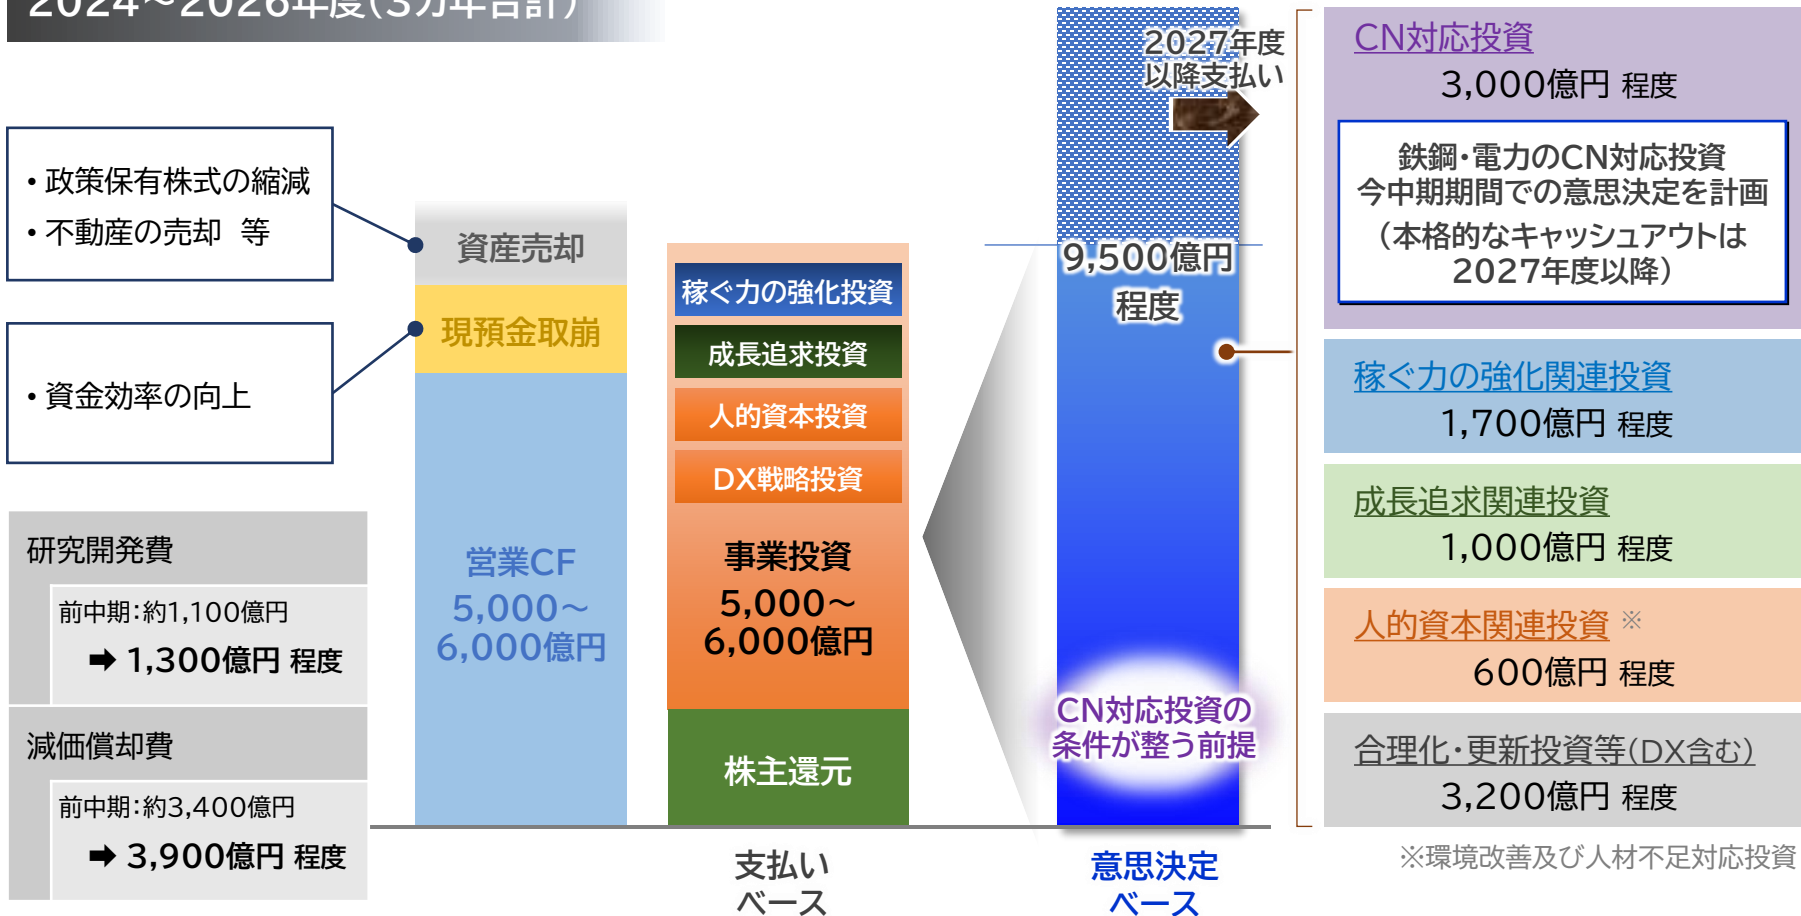 2024～2026年度(3カ年合計)
・政策保有株式の縮減
・不動産の売却 等
・資金効率の向上
研究開発費
前中期：約1,100億円
➡ 1,300億円 程度
減価償却費
前中期：約3,400億円
➡ 3,900億円 程度
資産売却
現預金取崩
営業CF
5,000～
6,000億円
稼ぐ力の強化投資
成長追求投資
人的資本投資
DX戦略投資
事業投資
5,000～
6,000億円
株主還元
支払い
ベース
2027年度
以降支払い
9,500億円
程度
CN対応投資の
条件が整う前提
意思決定
ベース
CN対応投資
3,000億円 程度
鉄鋼・電力のCN対応投資
今中期期間での意思決定を計画
（本格的なキャッシュアウトは
2027年度以降）
稼ぐ力の強化関連投資
1,700億円 程度
成長追求関連投資
1,000億円 程度
人的資本関連投資 ※
600億円 程度
合理化・更新投資等(DX含む)
3,200億円 程度
※環境改善及び人材不足対応投資